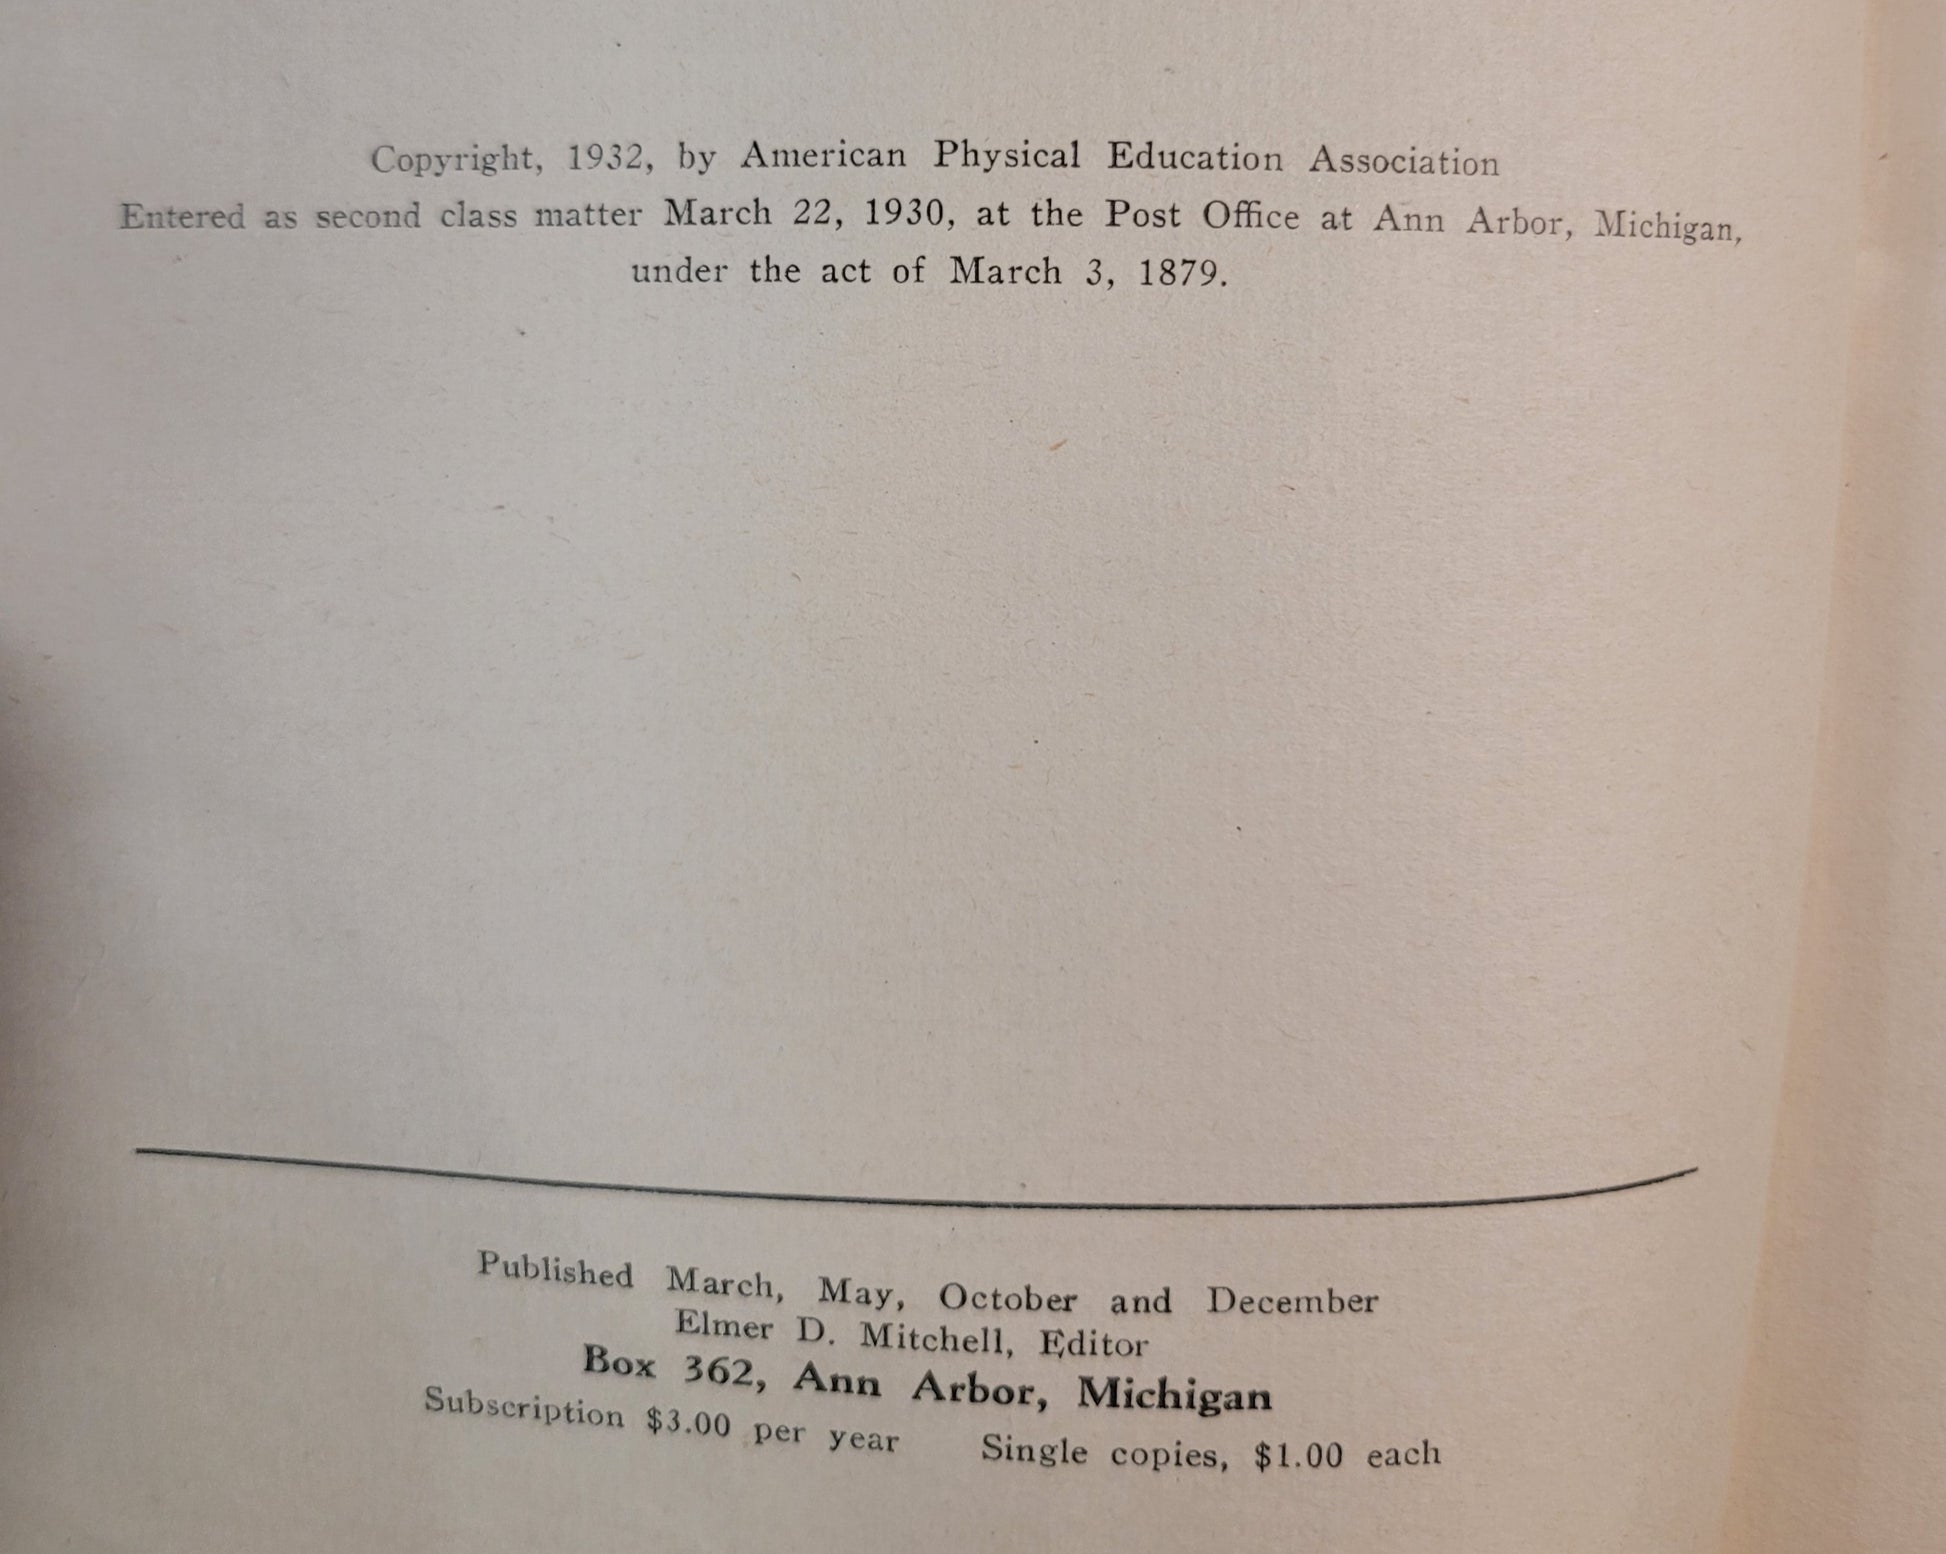 Copyright, 1932, by American Physical Education Association
Entered as second class matter March 22, 1930, at the Post Office at Ann Arbor, Michigan,
under the act of March 3, 1879.
Published March, May, October and December
Elmer D. Mitchell, Editor
Box 362, Ann Arbor, Michigan
Subscription $3.00 per year Single copies, $1.00 each